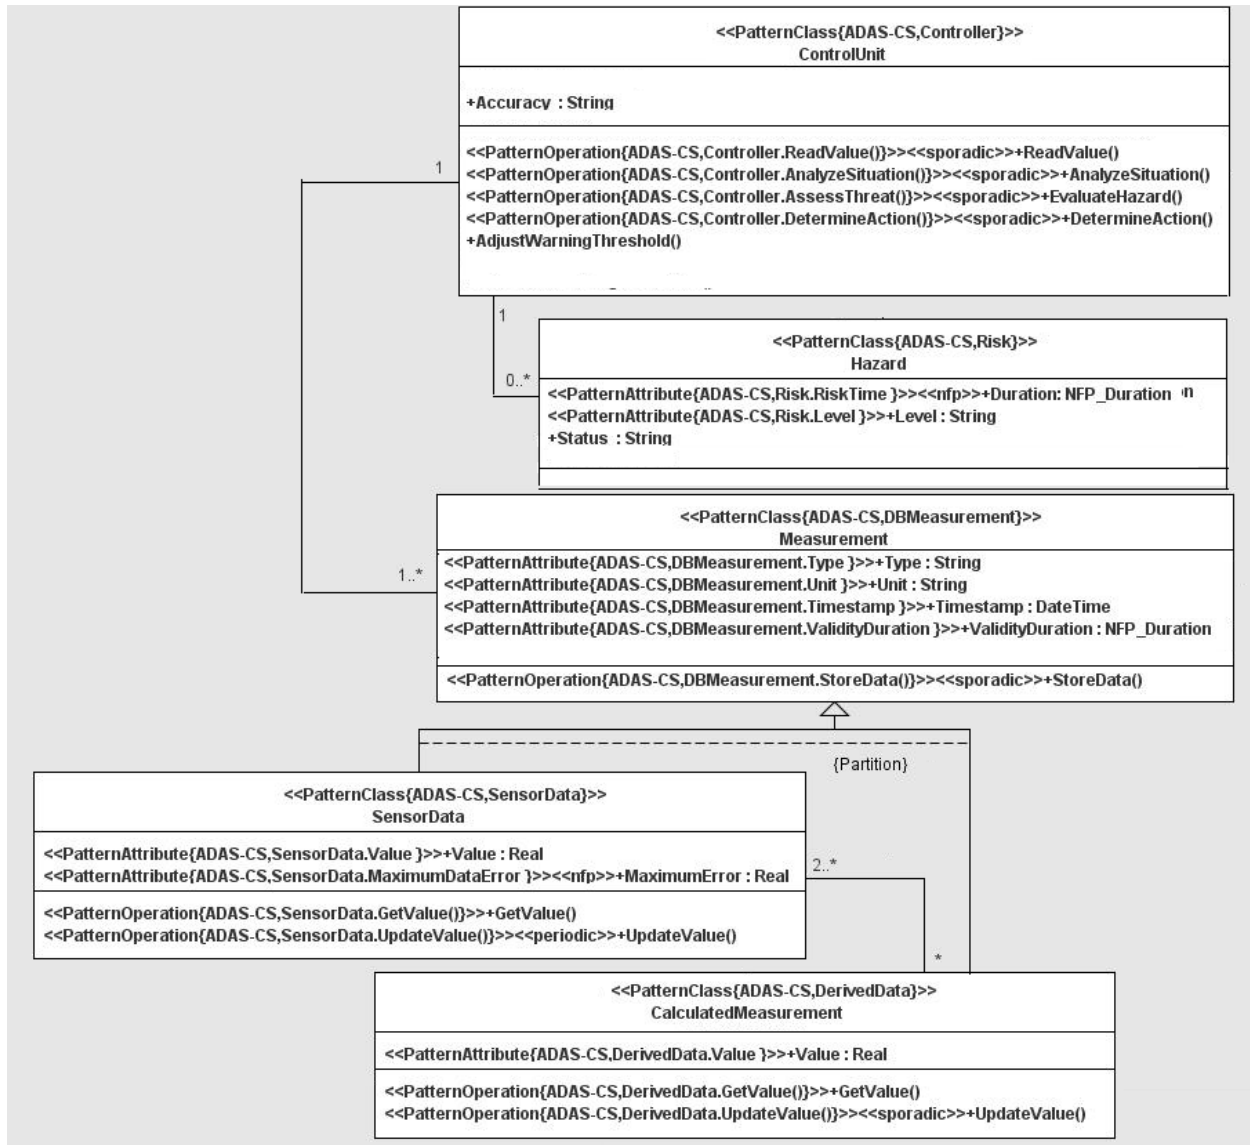 <<PatternClass{ADAS-CS,Controller}>>
ControlUnit
+Accuracy : String
<<PatternOperation{ADAS-CS,Controller.ReadValue()}>><<sporadic>>+ReadValue()
<<PatternOperation{ADAS-CS,Controller.AnalyzeSituation()}>><<sporadic>>+AnalyzeSituation()
<<PatternOperation{ADAS-CS,Controller.AssessThreat()}>><<sporadic>>+EvaluateHazard()
<<PatternOperation{ADAS-CS,Controller.DetermineAction()}>><<sporadic>>+DetermineAction()
+AdjustWarningThreshold()
1
1
<<PatternClass{ADAS-CS,Risk}>>
Hazard
0..*
<<PatternAttribute{ADAS-CS,Risk.RiskTime }>><<nfp>>+Duration: NFP_Duration
<<PatternAttribute{ADAS-CS,Risk.Level }>>+Level : String
+Status : String
<<PatternClass{ADAS-CS,DBMeasurement}>>
Measurement
1..*
<<PatternAttribute{ADAS-CS,DBMeasurement.Type }>>+Type : String
<<PatternAttribute{ADAS-CS,DBMeasurement.Unit }>>+Unit : String
<<PatternAttribute{ADAS-CS,DBMeasurement.Timestamp }>>+Timestamp : DateTime
<<PatternAttribute{ADAS-CS,DBMeasurement.ValidityDuration }>>+ValidityDuration : NFP_Duration
<<PatternOperation{ADAS-CS,DBMeasurement.StoreData()}>><<sporadic>>+StoreData()
{Partition}
<<PatternClass{ADAS-CS,SensorData}>>
SensorData
<<PatternAttribute{ADAS-CS,SensorData.Value }>>+Value : Real
<<PatternAttribute{ADAS-CS,SensorData.MaximumDataError }>><<nfp>>+MaximumError : Real
2..*
<<PatternOperation{ADAS-CS,SensorData.GetValue()}>>+GetValue()
<<PatternOperation{ADAS-CS,SensorData.UpdateValue()}>><<periodic>>+UpdateValue()
*
<<PatternClass{ADAS-CS,DerivedData}>>
CalculatedMeasurement
<<PatternAttribute{ADAS-CS,DerivedData.Value }>>+Value : Real
<<PatternOperation{ADAS-CS,DerivedData.GetValue()}>>+GetValue()
<<PatternOperation{ADAS-CS,DerivedData.UpdateValue()}>><<sporadic>>+UpdateValue()